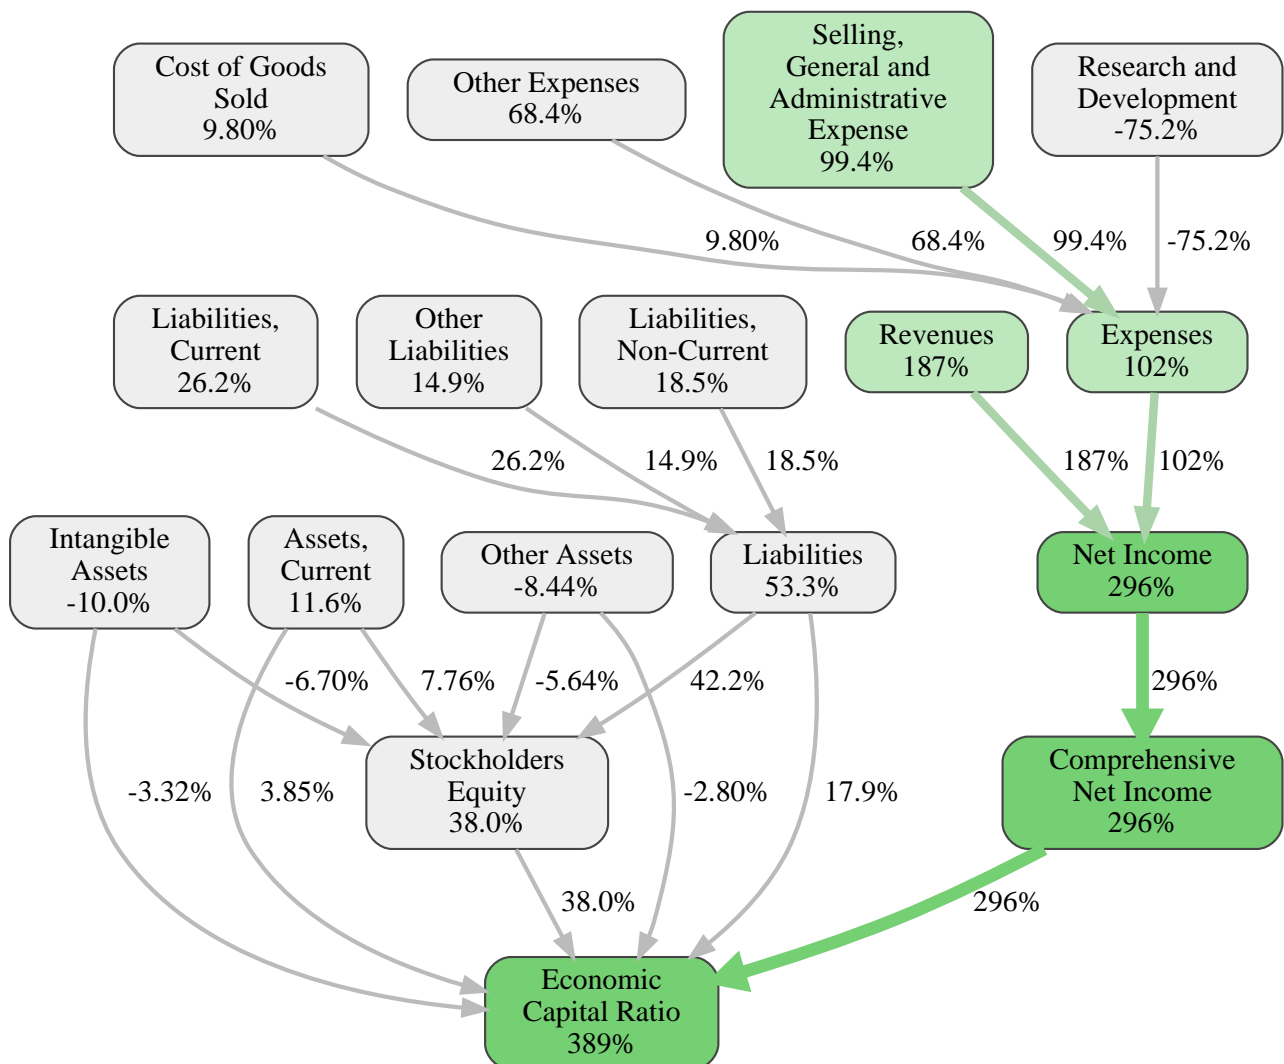 Cost of Goods
Sold
9.80%
Other Expenses
68.4%
Selling,
General and
Administrative
Expense
99.4%
Research and
Development
-75.2%
9.80%
68.4%
99.4%
-75.2%
Liabilities,
Current
26.2%
Other
Liabilities
14.9%
Liabilities,
Non-Current
18.5%
Revenues
187%
Expenses
102%
26.2%
14.9%
18.5%
187%
102%
Intangible
Assets
-10.0%
Assets,
Current
11.6%
Other Assets
-8.44%
Liabilities
53.3%
Net Income
296%
-6.70%
7.76%
-5.64%
42.2%
296%
Stockholders
Equity
38.0%
Comprehensive
Net Income
296%
-3.32%
3.85%
-2.80%
17.9%
38.0%
296%
Economic
Capital Ratio
389%